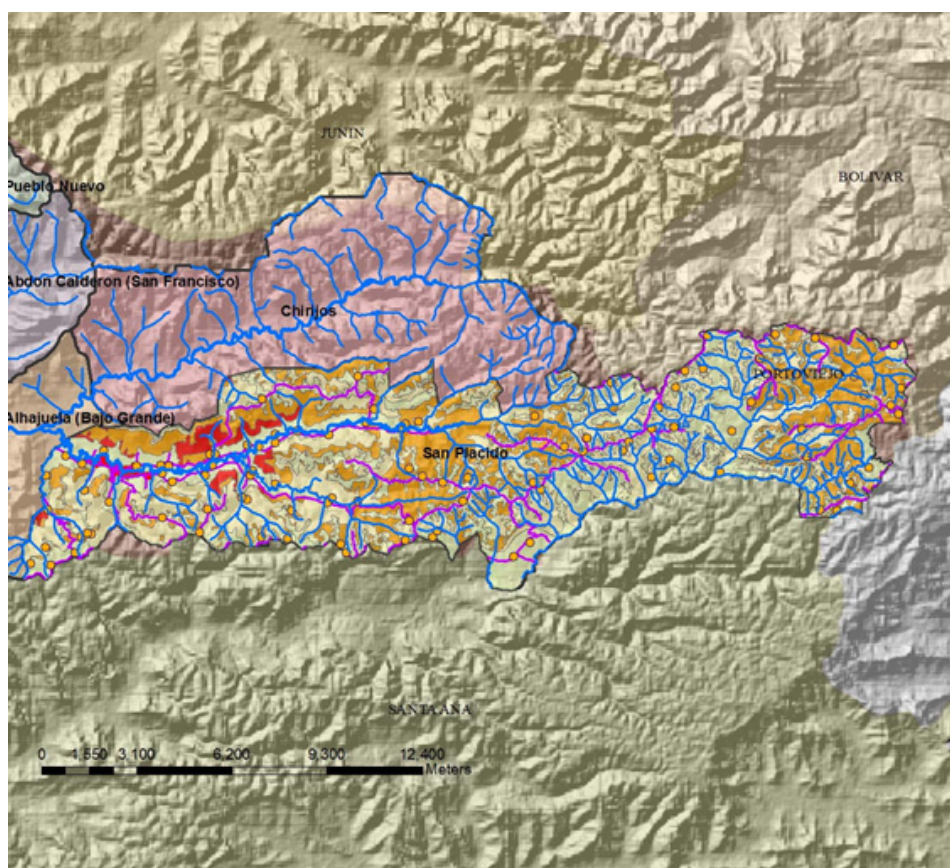 JUNIN
BOLIVAR
Pueblo Nuevo
Abdon Calderon (San Francisco)
Chirijos
PORTOVIEJO
Alhajuela (Bajo Grande)
San Placido
SANTA ANA
0 1,550 3,100 6,200 9,300 12,400
Meters